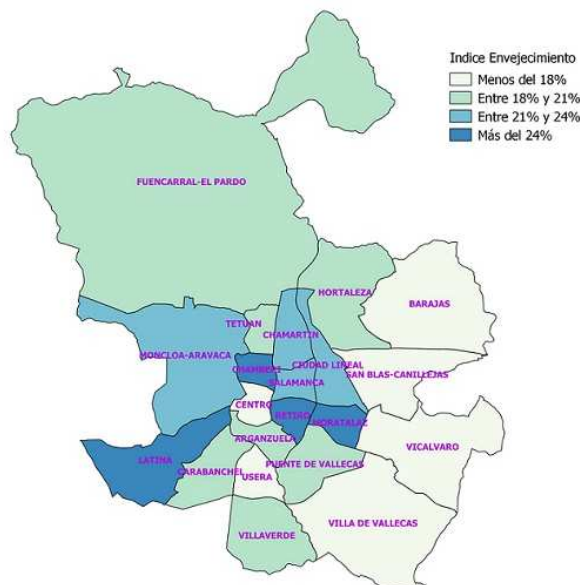 Indice Envejecimiento
Menos del 18%
Entre 18% y 21%
Entre 21% y 24%
Más del 24%
FUENCARRAL-EL PARDO
HORTALEZA
BARAJAS
TETUAN
CHAMARTIN
MONCLOA-ARAVACA
CIUDAD LIREAL
CHAMBERI
SAN BLAS-CANILLEJAS
SALAMANCA
CENTRO
RETIRO
MORATALAZ
VICALVARO
ARGANZUELA
LATINA
PUENTE DE VALLECAS
CARABANCHEL
USERA
VILLA DE VALLECAS
VILLAVERDE